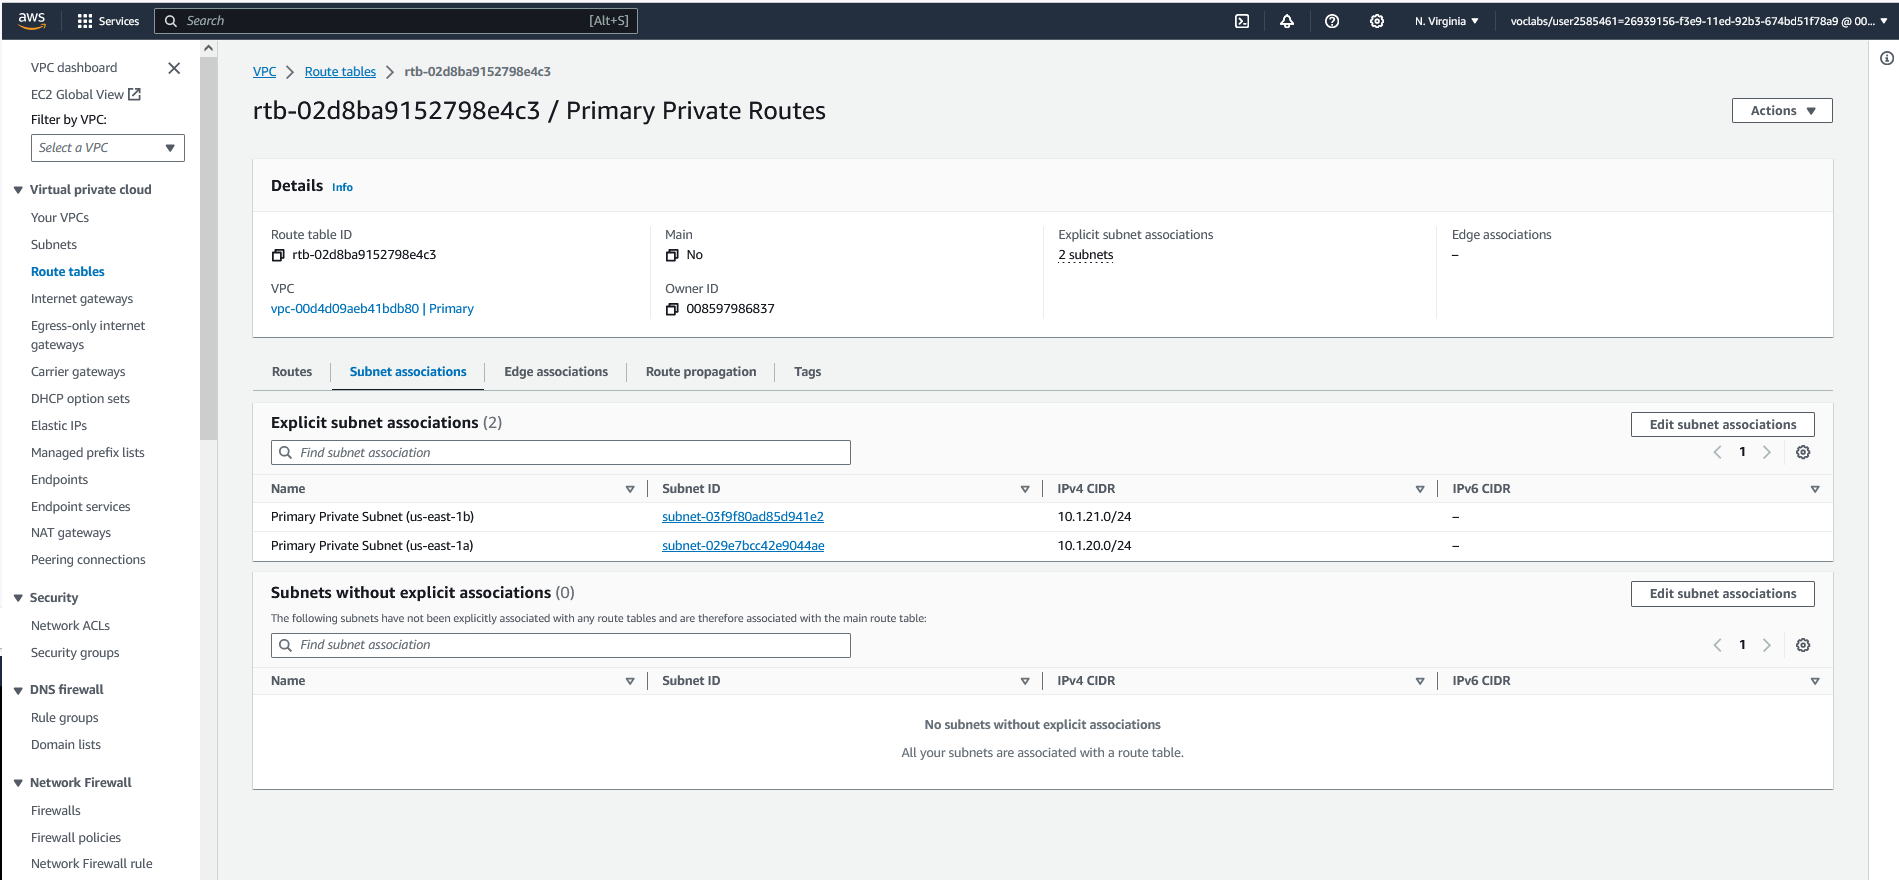 aws
Services
Search
[Alt+S]
N. Virginia
voclabs/user2585461=26939156-f3e9-11ed-92b3-674bd51f78a9 @ 00...
VPC dashboard
EC2 Global View
Filter by VPC:
Select a VPC
Virtual private cloud
Your VPCs
Subnets
Route tables
Internet gateways
Egress-only internet
gateways
Carrier gateways
DHCP option sets
Elastic IPs
Managed prefix lists
Endpoints
Endpoint services
NAT gateways
Peering connections
Security
Network ACLs
Security groups
DNS firewall
Rule groups
Domain lists
Network Firewall
Firewalls
Firewall policies
Network Firewall rule
VPC > Route tables > rtb-02d8ba9152798e4c3
rtb-02d8ba9152798e4c3 / Primary Private Routes
Actions
Details Info
Route table ID
rtb-02d8ba9152798e4c3
VPC
vpc-00d4d09aeb41bdb80 | Primary
Main
No
Owner ID
008597986837
Explicit subnet associations
2 subnets
Edge associations
–
Routes
Subnet associations
Edge associations
Route propagation
Tags
Explicit subnet associations (2)
Edit subnet associations
Find subnet association
1
Name Subnet ID IPv4 CIDR IPv6 CIDR
Primary Private Subnet (us-east-1b) subnet-03f9f80ad85d941e2 10.1.21.0/24 –
Primary Private Subnet (us-east-1a) subnet-029e7bcc42e9044ae 10.1.20.0/24 –
Subnets without explicit associations (0)
Edit subnet associations
The following subnets have not been explicitly associated with any route tables and are therefore associated with the main route table:
Find subnet association
1
Name Subnet ID IPv4 CIDR IPv6 CIDR
No subnets without explicit associations
All your subnets are associated with a route table.